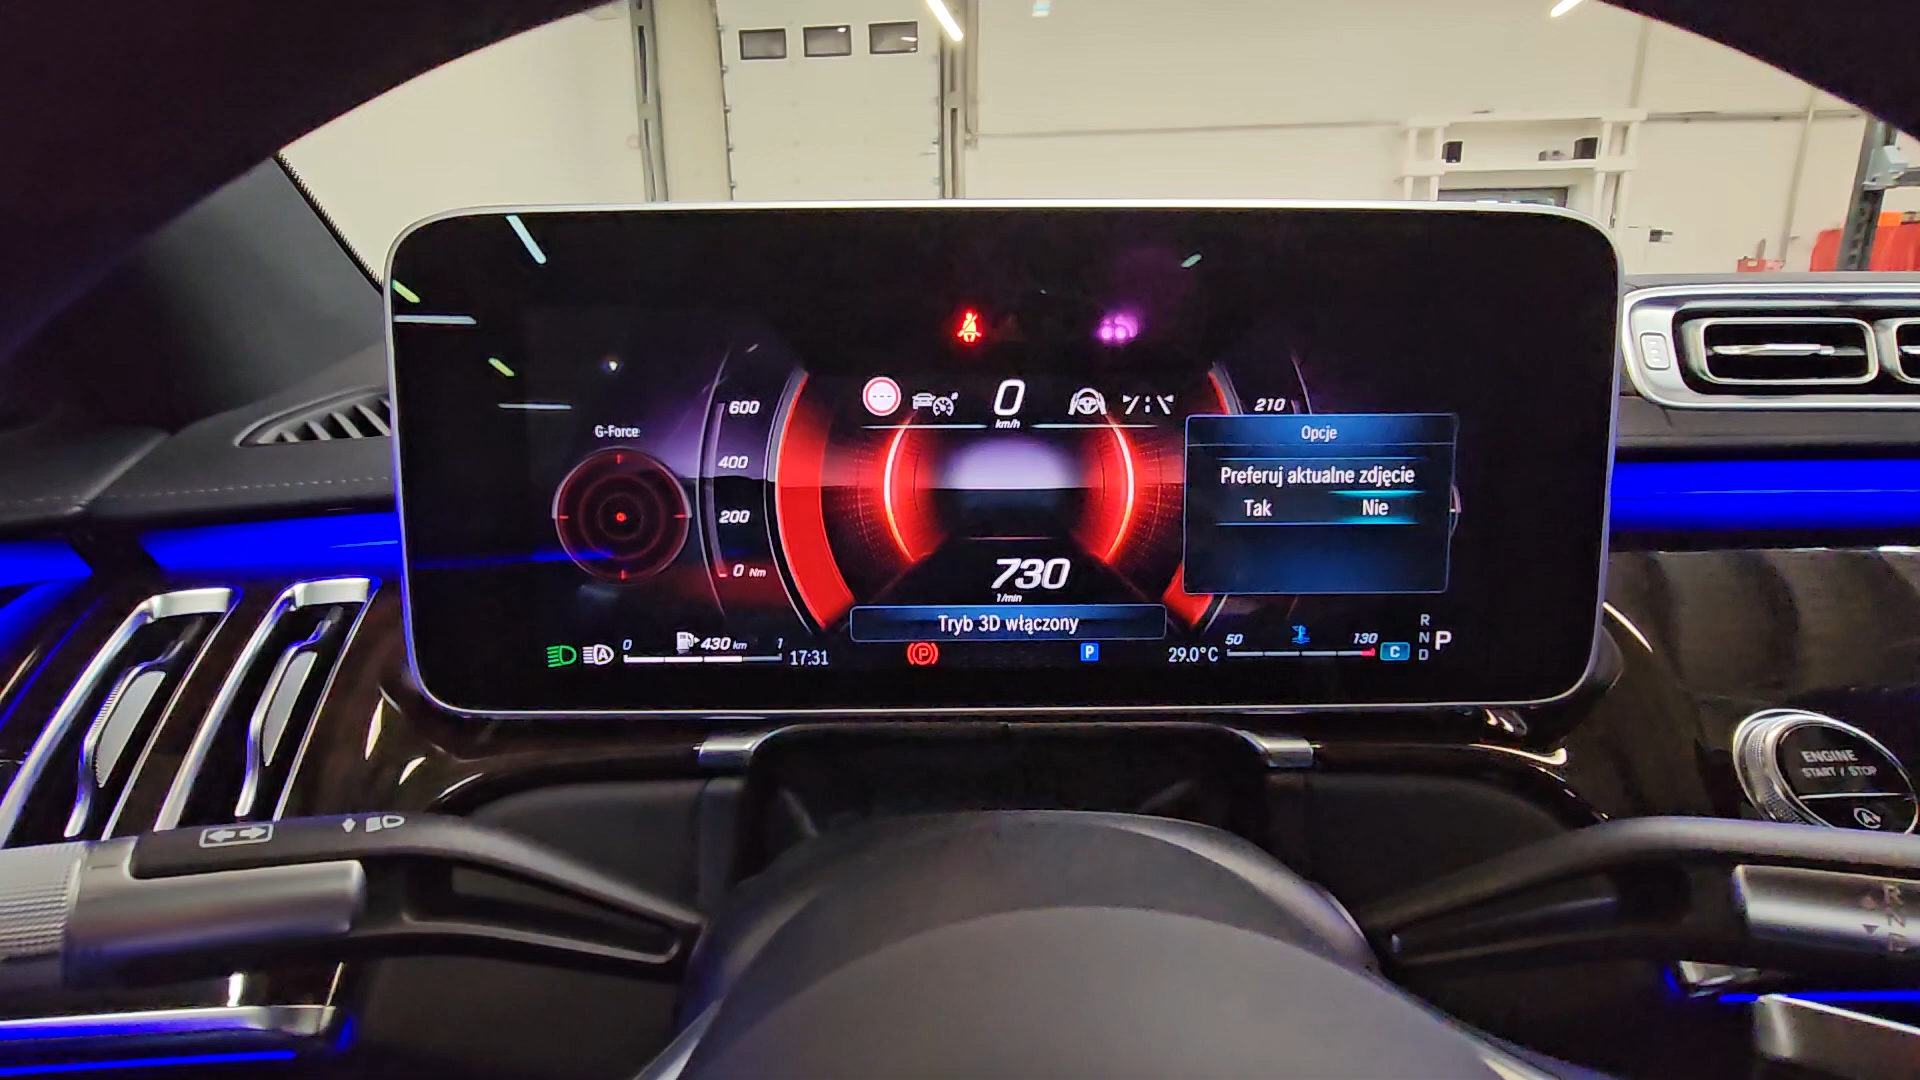 0
km/h
G-Force
600
400
200
0 Nm
210
Opcje
Preferuj aktualne zdjęcie
Tak Nie
730
1/min
Tryb 3D włączony
0 430 km 1
17:31
P
P
29.0°C
50 130
C
R
N
D
P
A
ENGINE
START / STOP
A
R
N